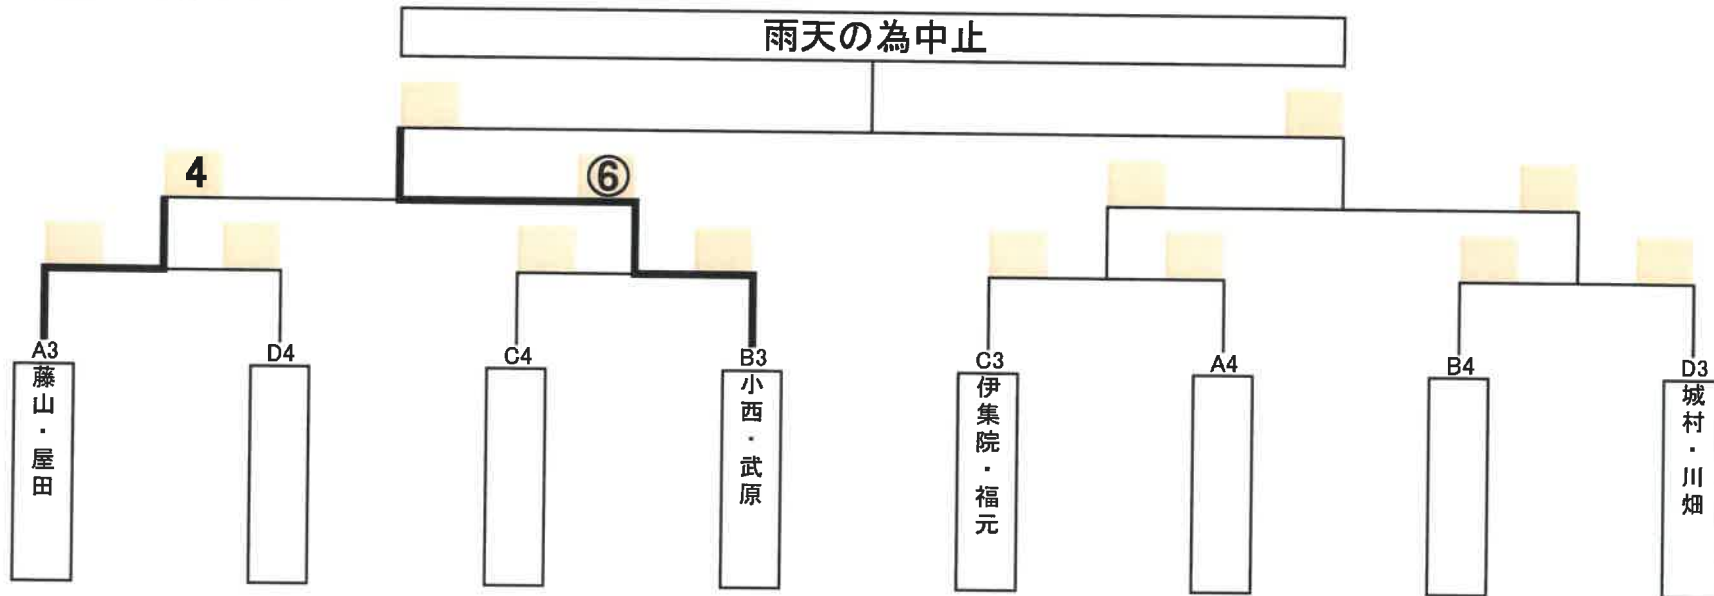 雨天の為中止
4
⑥
A3
D4
C4
B3
C3
A4
B4
D3
藤山・屋田
小西・武原
伊集院・福元
城村・川畑